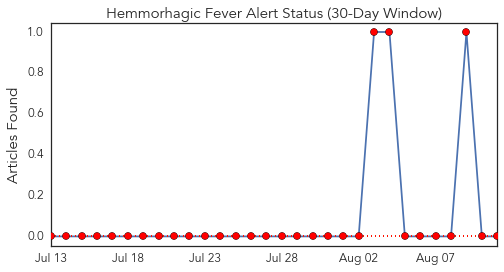 Hemmorhagic Fever Alert Status (30-Day Window)
Articles Found
1.0
0.8
0.6
0.4
0.2
0.0
Jul 13 Jul 18 Jul 23 Jul 28 Aug 02 Aug 07